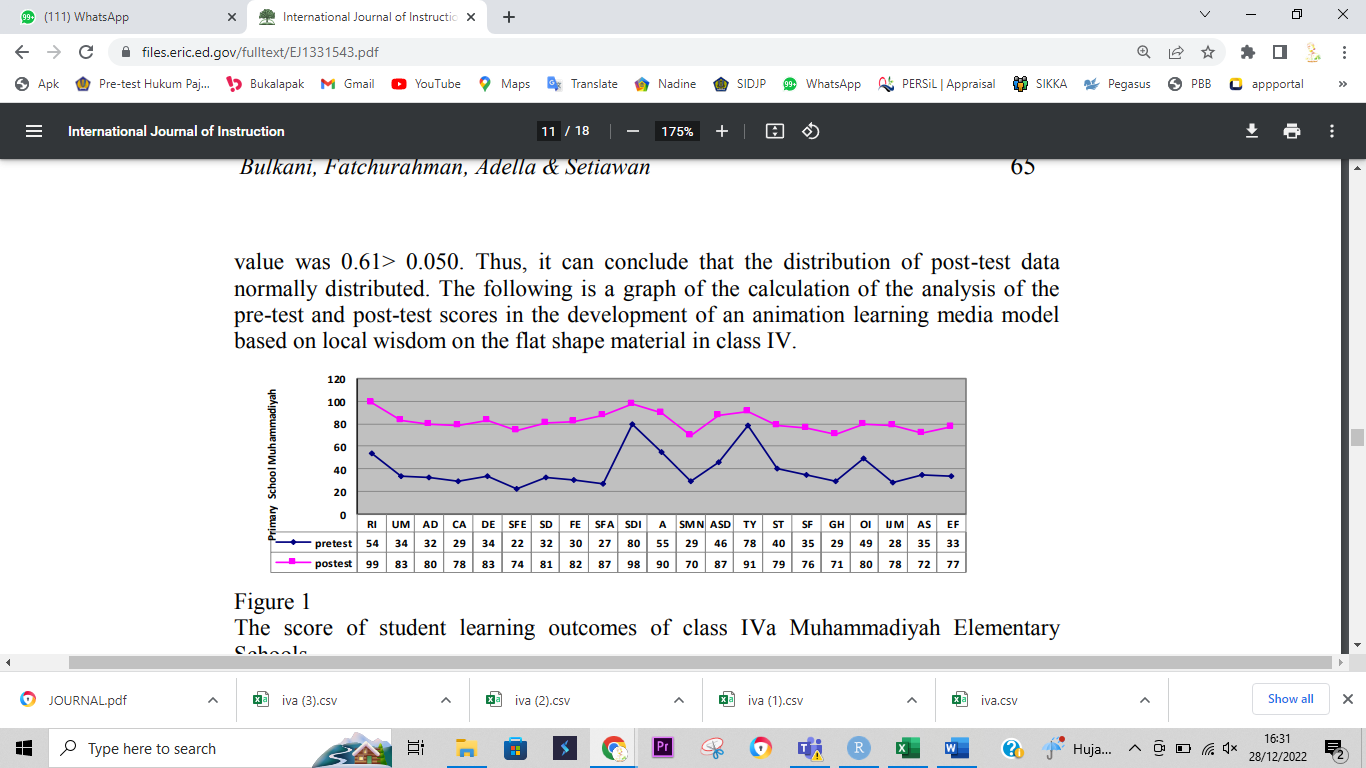 (111) WhatsApp
International Journal of Instructio
files.eric.ed.gov/fulltext/EJ1331543.pdf
Apk Pre-test Hukum Paj... Bukalapak Gmail YouTube Maps Translate Nadine SIDJP WhatsApp PERSiL | Appraisal SIKKA Pegasus PBB appportal »
International Journal of Instruction 11 / 18 175%
Bulkani, Fatchurahman, Adella & Setiawan 65
value was 0.61> 0.050. Thus, it can conclude that the distribution of post-test data
normally distributed. The following is a graph of the calculation of the analysis of the
pre-test and post-test scores in the development of an animation learning media model
based on local wisdom on the flat shape material in class IV.
Primary School Muhammadiyah
120
100
80
60
40
20
0
RI UM AD CA DE SFE SD FE SFA SDI A SMN ASD TY ST SF GH OI IJM AS EF
pretest 54 34 32 29 34 22 32 30 27 80 55 29 46 78 40 35 29 49 28 35 33
postest 99 83 80 78 83 74 81 82 87 98 90 70 87 91 79 76 71 80 78 72 77
Figure 1
The score of student learning outcomes of class IVa Muhammadiyah Elementary
Schools
JOURNAL.pdf iva (3).csv iva (2).csv iva (1).csv iva.csv Show all
Type here to search Pr R Huja... 16:31
28/12/2022 2